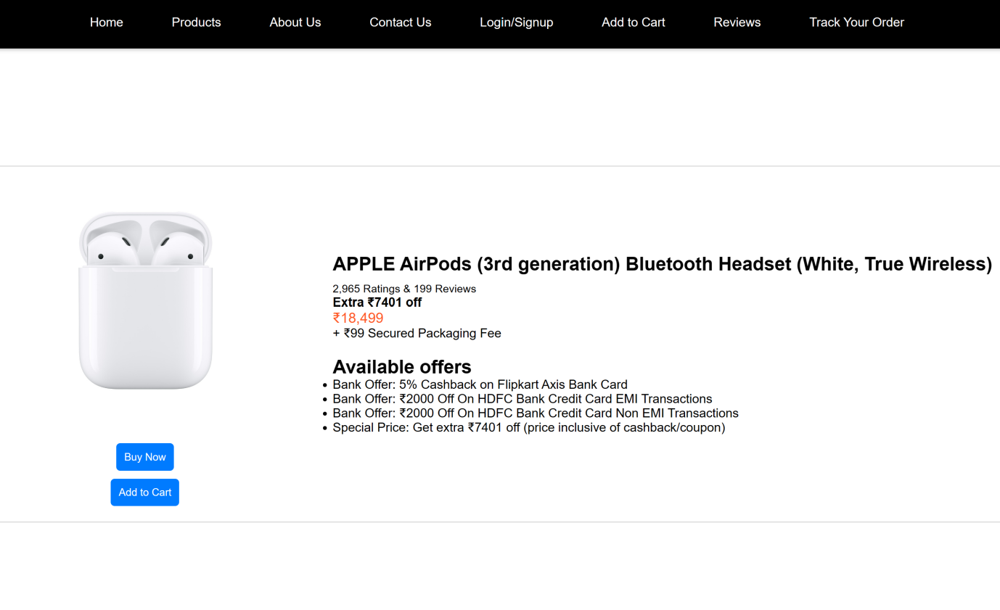 Home Products About Us Contact Us Login/Signup Add to Cart Reviews Track Your Order
APPLE AirPods (3rd generation) Bluetooth Headset (White, True Wireless)
2,965 Ratings & 199 Reviews
Extra ₹7401 off
₹18,499
+ ₹99 Secured Packaging Fee
Available offers
Bank Offer: 5% Cashback on Flipkart Axis Bank Card
Bank Offer: ₹2000 Off On HDFC Bank Credit Card EMI Transactions
Bank Offer: ₹2000 Off On HDFC Bank Credit Card Non EMI Transactions
Special Price: Get extra ₹7401 off (price inclusive of cashback/coupon)
Buy Now
Add to Cart